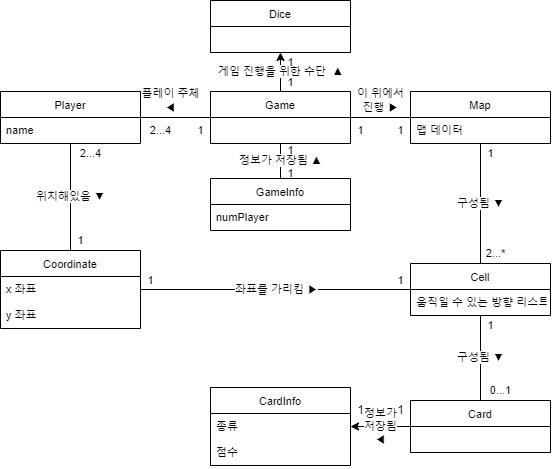 Dice
1
게임 진행을 위한 수단 ▲
1
Player
name
플레이 주체
◀
2...4
1
Game
이 위에서
진행 ▶
1
1
Map
맵 데이터
1
정보가 저장됨 ▲
1
GameInfo
numPlayer
2...4
위치해있음 ▼
1
1
구성됨 ▼
2...*
Coordinate
x 좌표
y 좌표
1
좌표를 가리킴 ▶
1
Cell
움직일 수 있는 방향 리스트
1
구성됨 ▼
0...1
CardInfo
종류
점수
1
정보가
저장됨
◀
1
Card